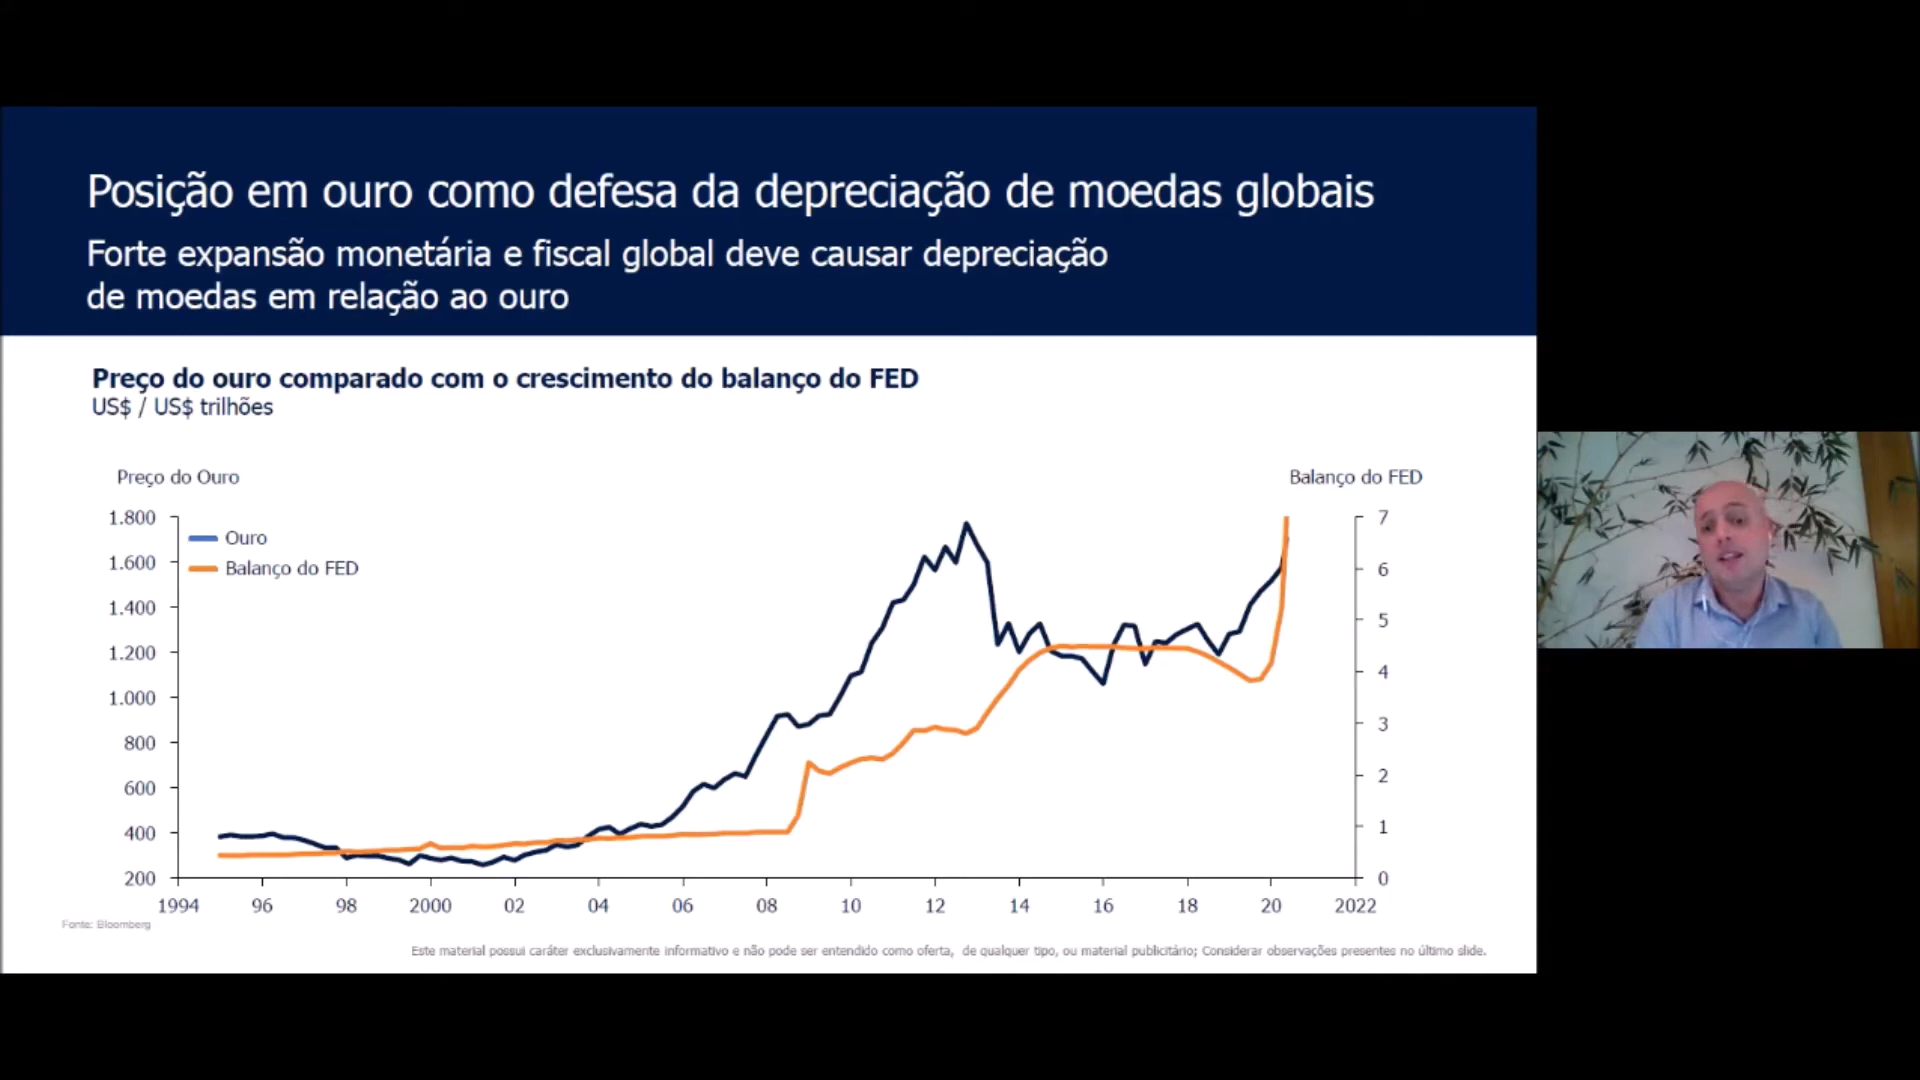 Posição em ouro como defesa da depreciação de moedas globais
Forte expansão monetária e fiscal global deve causar depreciação
de moedas em relação ao ouro
Preço do ouro comparado com o crescimento do balanço do FED
US$ / US$ trilhões
Preço do Ouro
Balanço do FED
1.800
1.600
1.400
1.200
1.000
800
600
400
200
Ouro
Balanço do FED
7
6
5
4
3
2
1
0
1994 96 98 2000 02 04 06 08 10 12 14 16 18 20 2022
Fonte: Bloomberg
Este material possui caráter exclusivamente informativo e não pode ser entendido como oferta, de qualquer tipo, ou material publicitário; Considerar observações presentes no último slide.